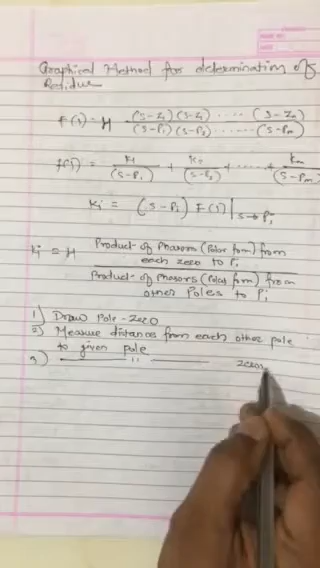 Graphical Method for determination of
Residue
F(s) = H (s-Z1)(s-Z2) .... (s-Zn)
(s-P1)(s-P2) ...... (s-Pm)
F(s) = K1/(s-P1) + K2/(s-P2) + .... + Km/(s-Pm)
Ki = (s-Pi) F(s) | s→Pi
Ki = H Product of Phasors (Polar form) from
each zero to Pi
Product of Phasors (Polar form) from
other Poles to Pi
1) Draw Pole-Zero
2) Measure distances from each other pole
to given pole
3) ——— " ——— zeros